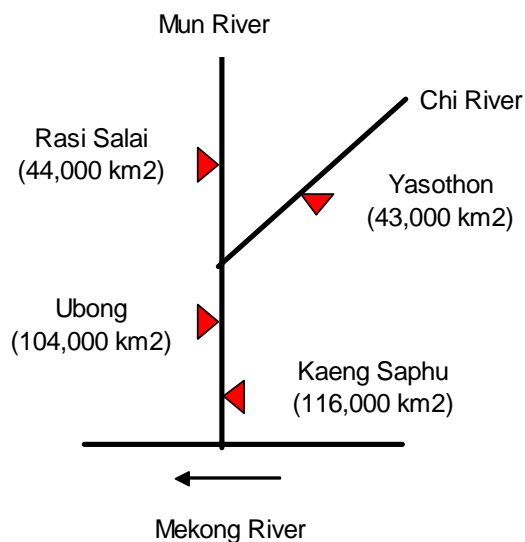 Mun River
Chi River
Rasi Salai
(44,000 km2)
Yasothon
(43,000 km2)
Ubong
(104,000 km2)
Kaeng Saphu
(116,000 km2)
Mekong River